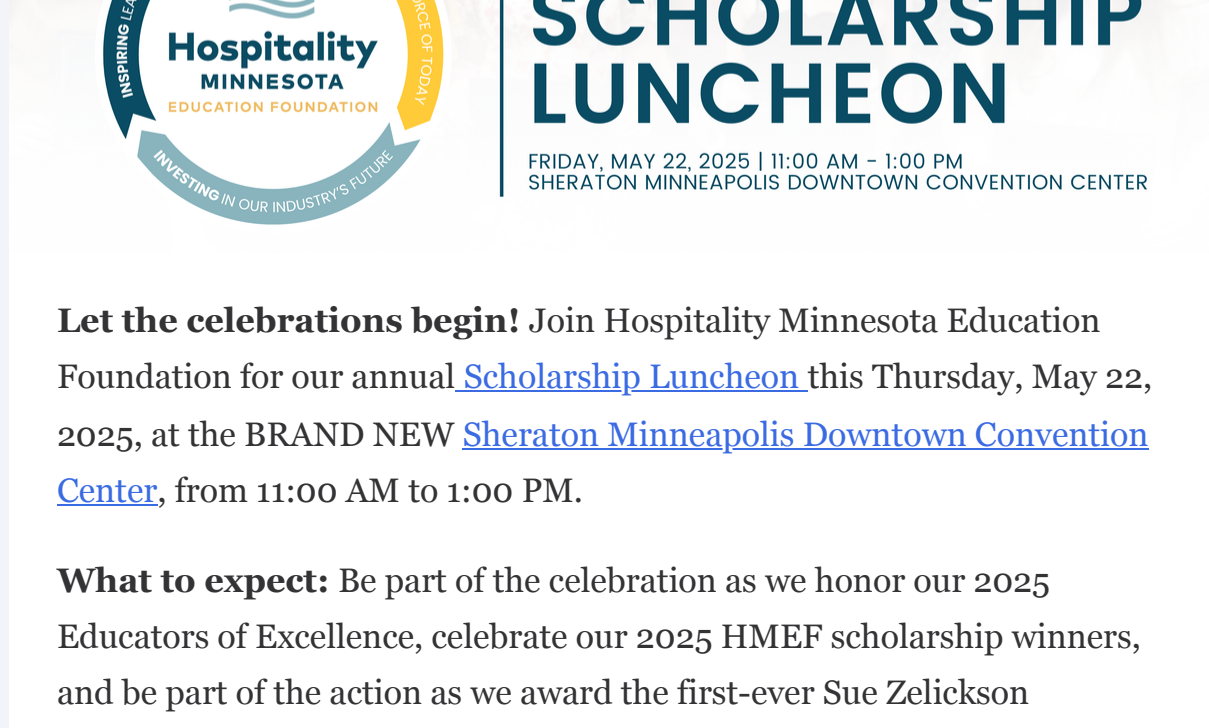 SCHOLARSHIP
LUNCHEON
FRIDAY, MAY 22, 2025 | 11:00 AM - 1:00 PM
SHERATON MINNEAPOLIS DOWNTOWN CONVENTION CENTER
INSPIRING
Hospitality
MINNESOTA
EDUCATION FOUNDATION
OF TODAY
INVESTING IN OUR INDUSTRY'S FUTURE
Let the celebrations begin! Join Hospitality Minnesota Education
Foundation for our annual Scholarship Luncheon this Thursday, May 22,
2025, at the BRAND NEW Sheraton Minneapolis Downtown Convention
Center, from 11:00 AM to 1:00 PM.
What to expect: Be part of the celebration as we honor our 2025
Educators of Excellence, celebrate our 2025 HMEF scholarship winners,
and be part of the action as we award the first-ever Sue Zelickson